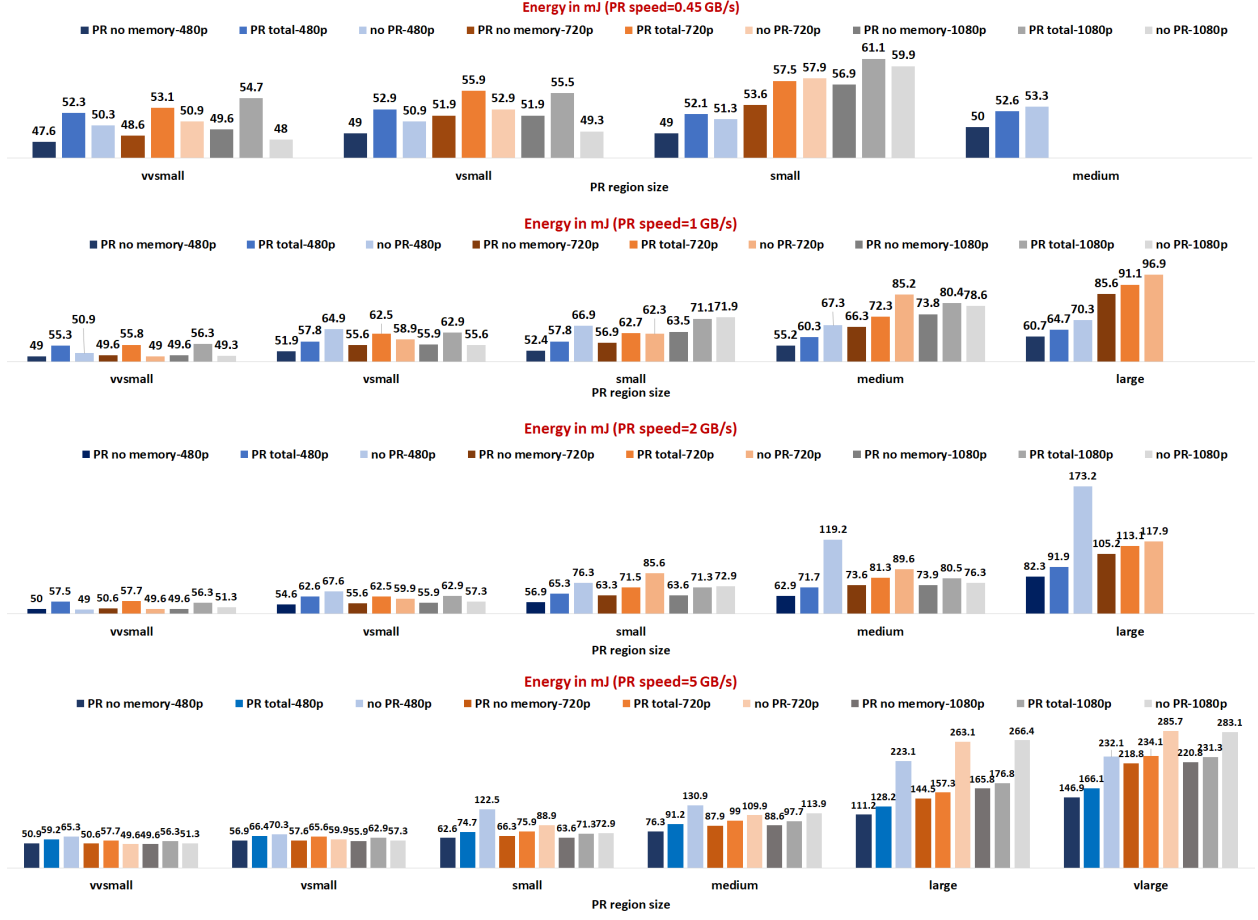 Energy in mJ (PR speed=0.45 GB/s)
PR no memory-480p PR total-480p no PR-480p PR no memory-720p PR total-720p no PR-720p PR no memory-1080p PR total-1080p no PR-1080p
47.6 52.3 50.3 48.6 53.1 50.9 49.6 54.7 48 49 52.9 50.9 51.9 55.9 52.9 51.9 55.5 49.3 49 52.1 51.3 53.6 57.5 57.9 56.9 61.1 59.9 50 52.6 53.3
vvsmall vsmall small medium
PR region size
Energy in mJ (PR speed=1 GB/s)
PR no memory-480p PR total-480p no PR-480p PR no memory-720p PR total-720p no PR-720p PR no memory-1080p PR total-1080p no PR-1080p
49 55.3 50.9 49.6 55.8 49 49.6 56.3 49.3 51.9 57.8 64.9 55.6 62.5 58.9 55.9 62.9 55.6 52.4 57.8 66.9 56.9 62.7 62.3 63.5 71.1 71.9 55.2 60.3 67.3 66.3 72.3 85.2 73.8 80.4 78.6 60.7 64.7 70.3 85.6 91.1 96.9
vvsmall vsmall small medium large
PR region size
Energy in mJ (PR speed=2 GB/s)
PR no memory-480p PR total-480p no PR-480p PR no memory-720p PR total-720p no PR-720p PR no memory-1080p PR total-1080p no PR-1080p
50 57.5 49 50.6 57.7 49.6 49.6 56.3 51.3 54.6 62.6 67.6 55.6 62.5 59.9 55.9 62.9 57.3 56.9 65.3 76.3 63.3 71.5 85.6 63.6 71.3 72.9 62.9 71.7 119.2 73.6 81.3 89.6 73.9 80.5 76.3 82.3 91.9 173.2 105.2 113.1 117.9
vvsmall vsmall small medium large
PR region size
Energy in mJ (PR speed=5 GB/s)
PR no memory-480p PR total-480p no PR-480p PR no memory-720p PR total-720p no PR-720p PR no memory-1080p PR total-1080p no PR-1080p
50.9 59.2 65.3 50.6 57.7 49.6 49.6 56.3 51.3 56.9 66.4 70.3 57.6 65.6 59.9 55.9 62.9 57.3 62.6 74.7 122.5 66.3 75.9 88.9 63.6 71.3 72.9 76.3 91.2 130.9 87.9 99 109.9 88.6 97.7 113.9 111.2 128.2 223.1 144.5 157.3 263.1 165.8 176.8 266.4 146.9 166.1 232.1 218.8 234.1 285.7 220.8 231.3 283.1
vvsmall vsmall small medium large vlarge
PR region size